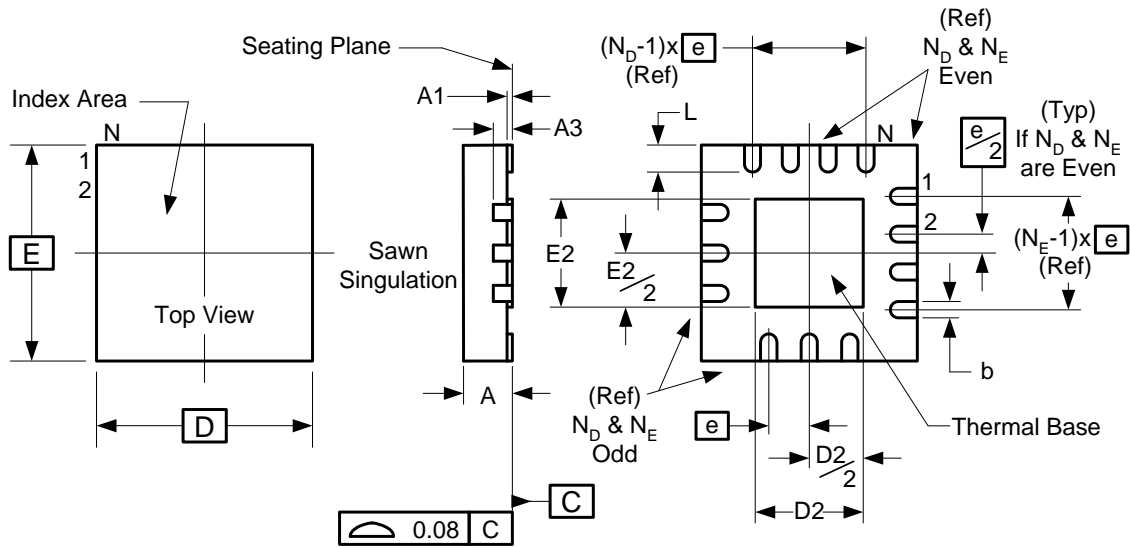 Seating Plane
Index Area
N
1
2
E
Top View
D
A1
A3
Sawn
Singulation
A
C
0.08 C
(N_D-1)x e
(Ref)
(Ref)
N_D & N_E
Even
L
N
e/2
(Typ)
If N_D & N_E
are Even
1
2
(N_E-1)x e
(Ref)
E2
E2/2
b
(Ref)
N_D & N_E
Odd
e
Thermal Base
D2/2
D2